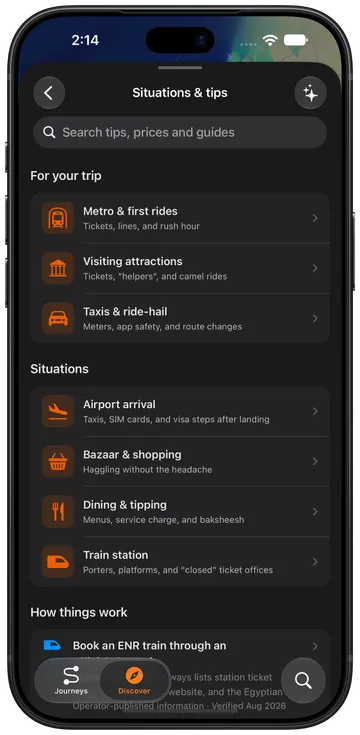 2:14
Situations & tips
Search tips, prices and guides
For your trip
Metro & first rides
Tickets, lines, and rush hour
Visiting attractions
Tickets, "helpers", and camel rides
Taxis & ride-hail
Meters, app safety, and route changes
Situations
Airport arrival
Taxis, SIM cards, and visa steps after landing
Bazaar & shopping
Haggling without the headache
Dining & tipping
Menus, service charge, and baksheesh
Train station
Porters, platforms, and "closed" ticket offices
How things work
Book an ENR train through an
ways lists station ticket
website, and the Egyptian
Operator-published information · Verified Aug 2026
Journeys
Discover